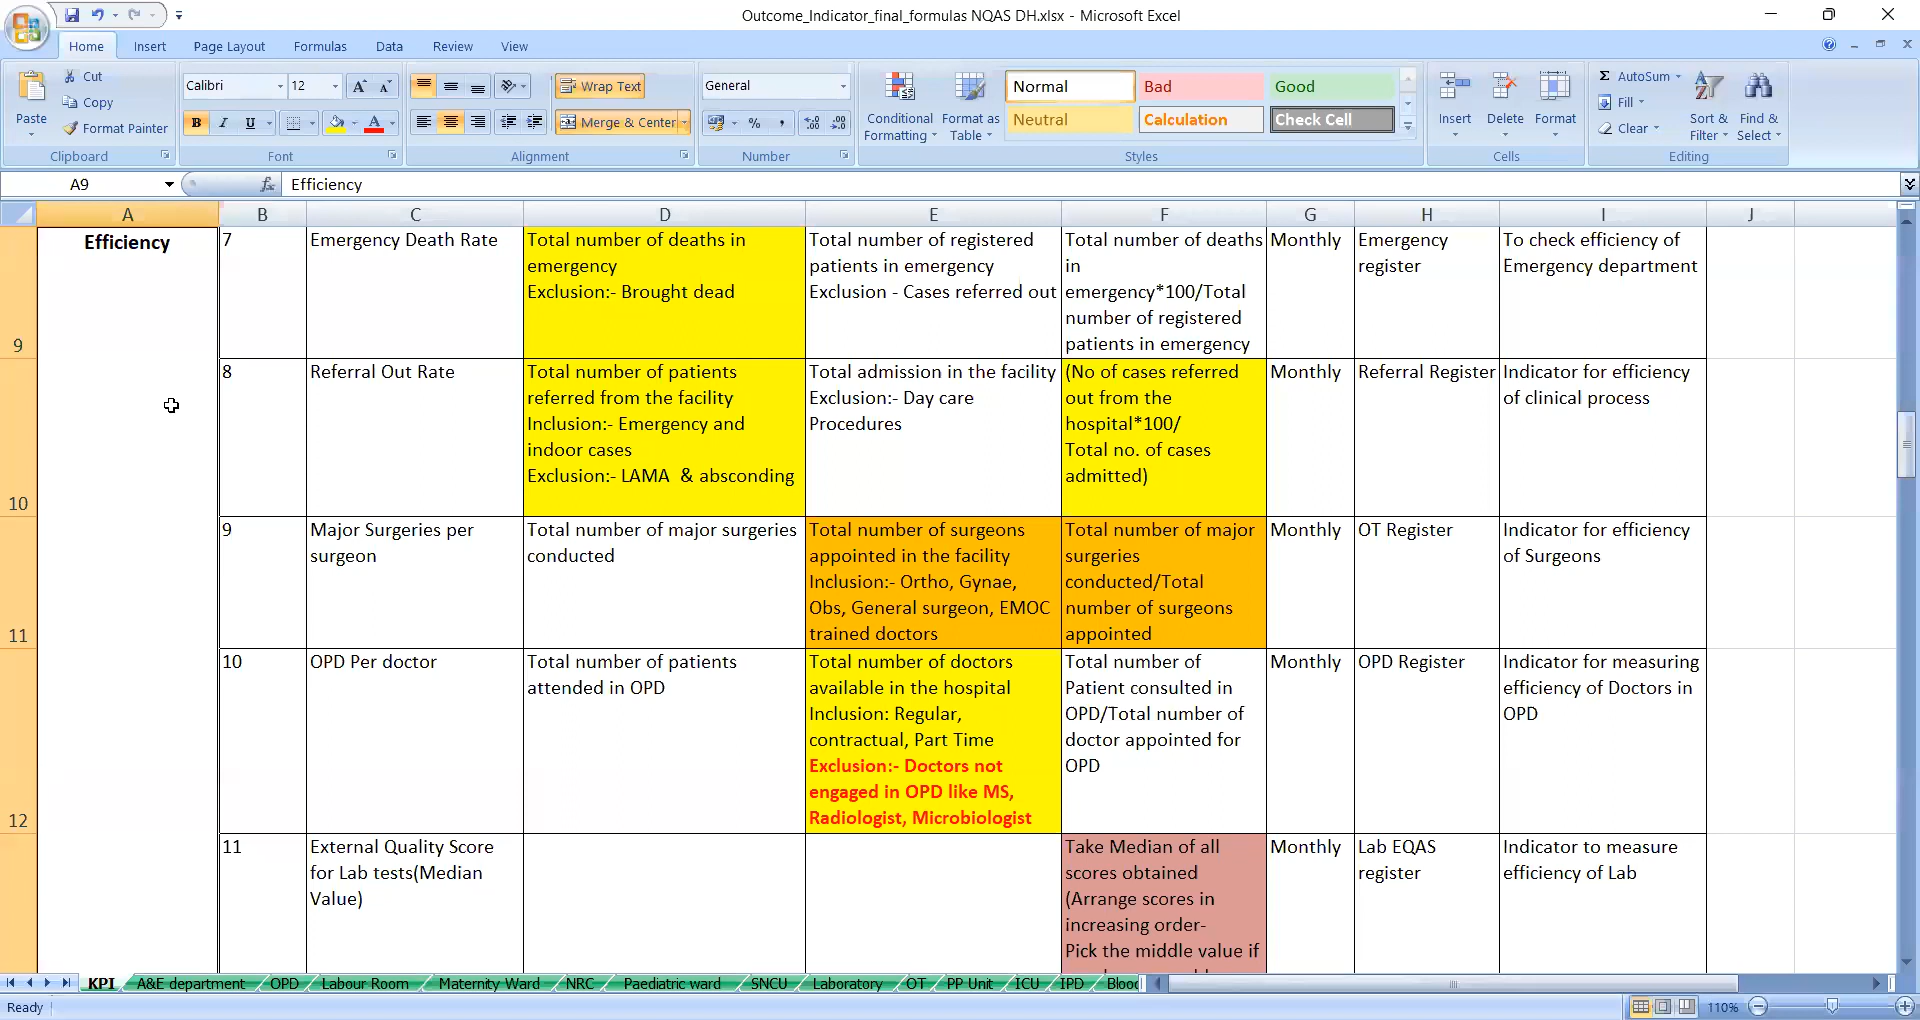 Outcome_Indicator_final_formulas NQAS DH.xlsx - Microsoft Excel
Home Insert Page Layout Formulas Data Review View
Paste
Cut
Copy
Format Painter
Clipboard
Calibri 12
B I U
Font
Wrap Text
Merge & Center
Alignment
General
Number
Conditional Formatting
Format as Table
Normal Bad Good
Neutral Calculation Check Cell
Styles
Insert Delete Format
Cells
AutoSum
Fill
Clear
Sort & Filter
Find & Select
Editing
A9 fx Efficiency
A B C D E F G H I J
9
Efficiency
7
Emergency Death Rate
Total number of deaths in
emergency
Exclusion:- Brought dead
Total number of registered
patients in emergency
Exclusion - Cases referred out
Total number of deaths
in
emergency*100/Total
number of registered
patients in emergency
Monthly
Emergency
register
To check efficiency of
Emergency department
10
8
Referral Out Rate
Total number of patients
referred from the facility
Inclusion:- Emergency and
indoor cases
Exclusion:- LAMA & absconding
Total admission in the facility
Exclusion:- Day care
Procedures
(No of cases referred
out from the
hospital*100/
Total no. of cases
admitted)
Monthly
Referral Register
Indicator for efficiency
of clinical process
11
9
Major Surgeries per
surgeon
Total number of major surgeries
conducted
Total number of surgeons
appointed in the facility
Inclusion:- Ortho, Gynae,
Obs, General surgeon, EMOC
trained doctors
Total number of major
surgeries
conducted/Total
number of surgeons
appointed
Monthly
OT Register
Indicator for efficiency
of Surgeons
12
10
OPD Per doctor
Total number of patients
attended in OPD
Total number of doctors
available in the hospital
Inclusion: Regular,
contractual, Part Time
Exclusion:- Doctors not
engaged in OPD like MS,
Radiologist, Microbiologist
Total number of
Patient consulted in
OPD/Total number of
doctor appointed for
OPD
Monthly
OPD Register
Indicator for measuring
efficiency of Doctors in
OPD
11
External Quality Score
for Lab tests(Median
Value)
Take Median of all
scores obtained
(Arrange scores in
increasing order-
Pick the middle value if
Monthly
Lab EQAS
register
Indicator to measure
efficiency of Lab
KPI A&E department OPD Labour Room Maternity Ward NRC Paediatric ward SNCU Laboratory OT PP Unit ICU IPD Blood
Ready 110%